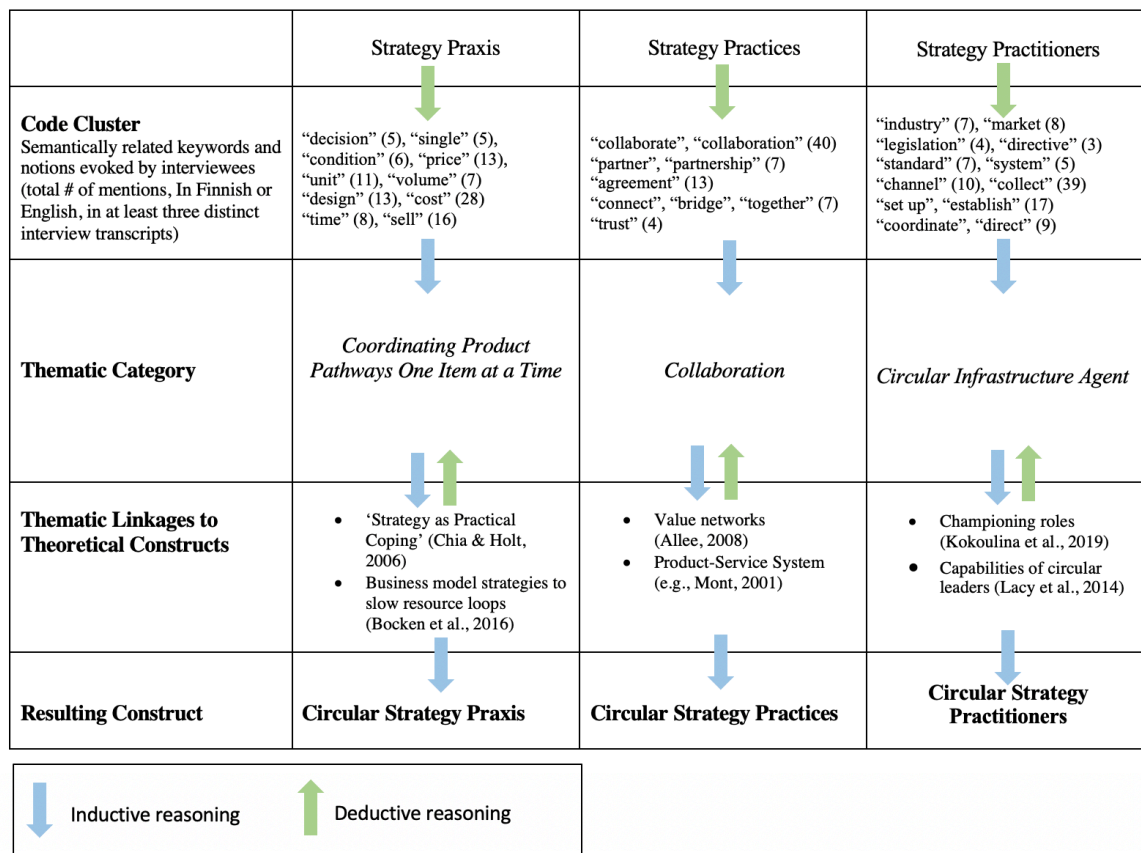 Strategy Praxis
Strategy Practices
Strategy Practitioners
Code Cluster
Semantically related keywords and
notions evoked by interviewees
(total # of mentions, In Finnish or
English, in at least three distinct
interview transcripts)
“decision” (5), “single” (5),
“condition” (6), “price” (13),
“unit” (11), “volume” (7)
“design” (13), “cost” (28)
“time” (8), “sell” (16)
“collaborate”, “collaboration” (40)
“partner”, “partnership” (7)
“agreement” (13)
“connect”, “bridge”, “together” (7)
“trust” (4)
“industry” (7), “market (8)
“legislation” (4), “directive” (3)
“standard” (7), “system” (5)
“channel” (10), “collect” (39)
“set up”, “establish” (17)
“coordinate”, “direct” (9)
Thematic Category
Coordinating Product
Pathways One Item at a Time
Collaboration
Circular Infrastructure Agent
Thematic Linkages to
Theoretical Constructs
• ‘Strategy as Practical
Coping’ (Chia & Holt,
2006)
• Business model strategies to
slow resource loops
(Bocken et al., 2016)
• Value networks
(Allee, 2008)
• Product-Service System
(e.g., Mont, 2001)
• Championing roles
(Kokoulina et al., 2019)
• Capabilities of circular
leaders (Lacy et al., 2014)
Resulting Construct
Circular Strategy Praxis
Circular Strategy Practices
Circular Strategy
Practitioners
Inductive reasoning
Deductive reasoning